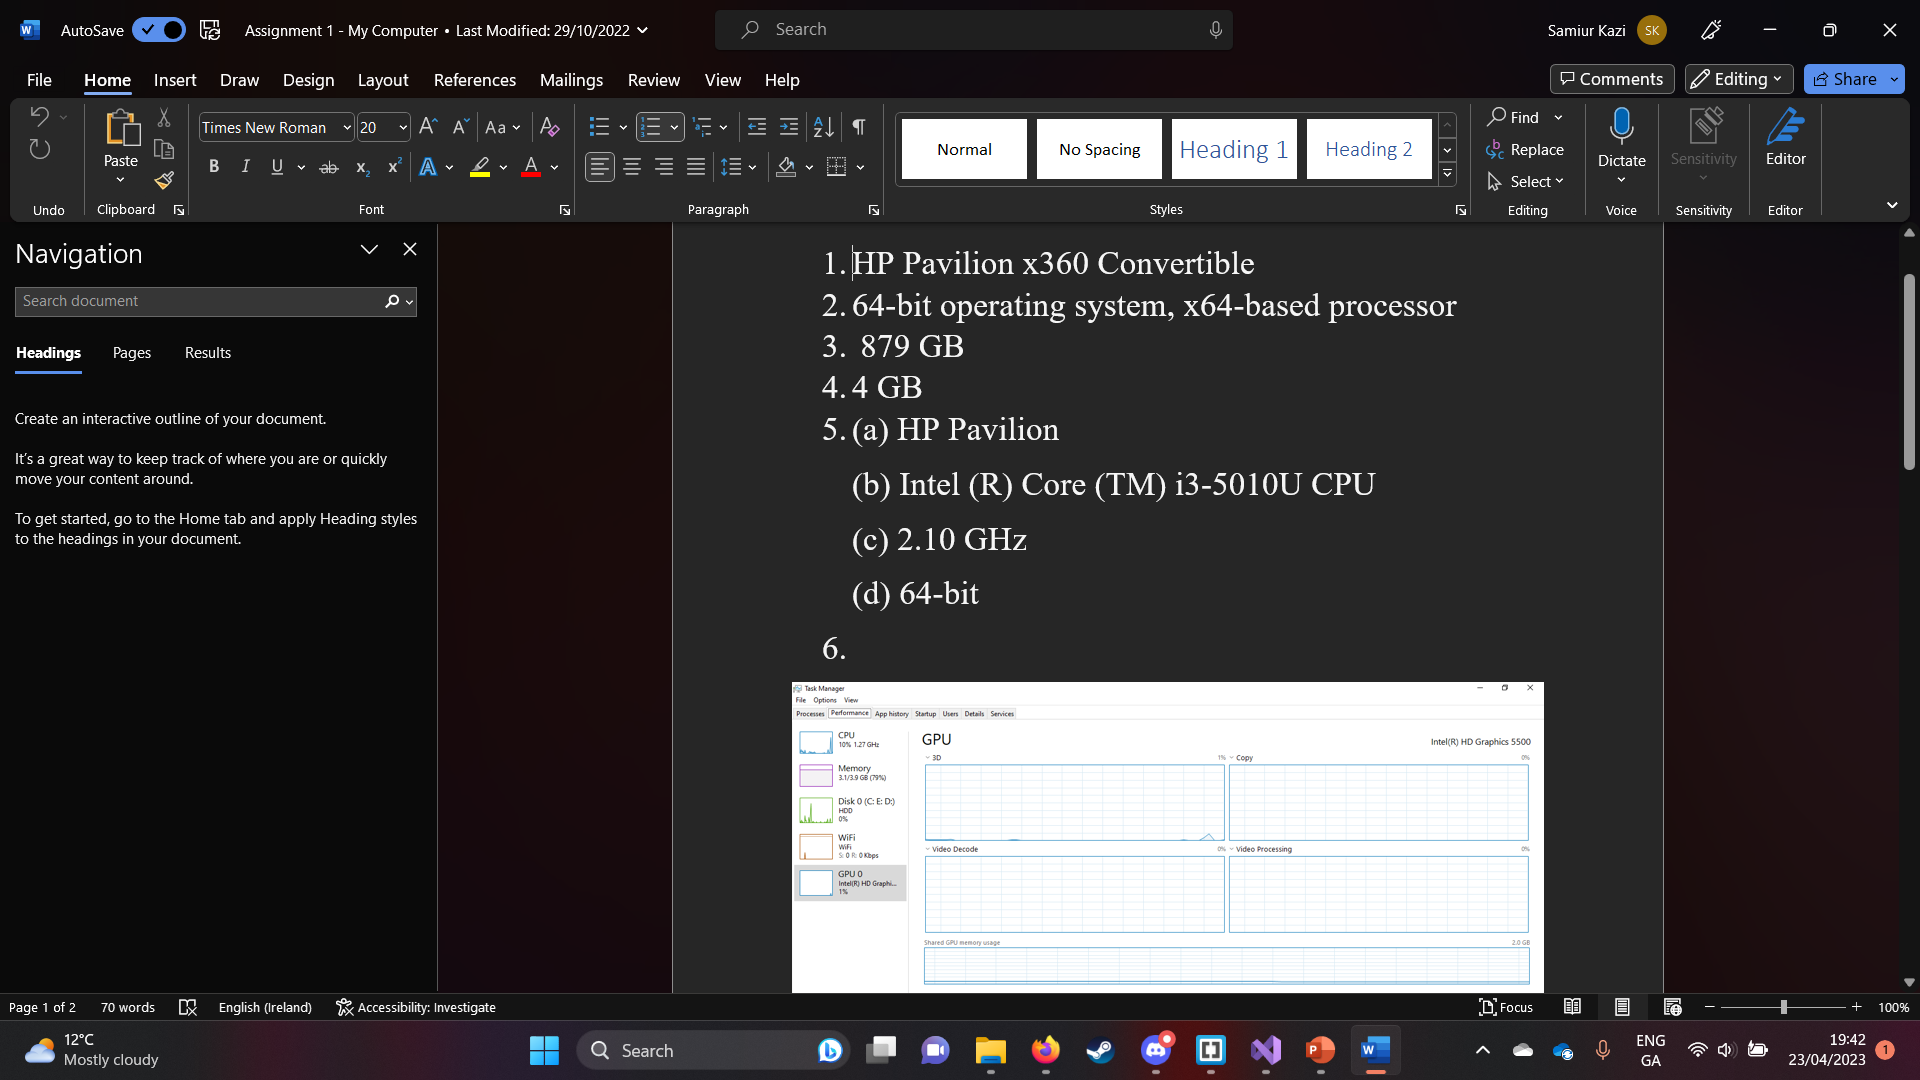 AutoSave
Assignment 1 - My Computer • Last Modified: 29/10/2022
Search
Samiur Kazi
SK
File
Home
Insert
Draw
Design
Layout
References
Mailings
Review
View
Help
Comments
Editing
Share
Undo
Paste
Clipboard
Times New Roman
20
Aa
B I U ab x₂ x² A A
Font
Paragraph
Normal
No Spacing
Heading 1
Heading 2
Styles
Find
Replace
Select
Editing
Dictate
Voice
Sensitivity
Sensitivity
Editor
Editor
Navigation
Search document
Headings
Pages
Results
Create an interactive outline of your document.
It's a great way to keep track of where you are or quickly
move your content around.
To get started, go to the Home tab and apply Heading styles
to the headings in your document.
1. HP Pavilion x360 Convertible
2. 64-bit operating system, x64-based processor
3. 879 GB
4. 4 GB
5. (a) HP Pavilion
(b) Intel (R) Core (TM) i3-5010U CPU
(c) 2.10 GHz
(d) 64-bit
6.
Task Manager
File Options View
Processes Performance App history Startup Users Details Services
CPU
10% 1.27 GHz
Memory
3.1/3.9 GB (79%)
Disk 0 (C: E: D:)
HDD
0%
WiFi
WiFi
S: 0 R: 0 Kbps
GPU 0
Intel(R) HD Graphi...
1%
GPU
Intel(R) HD Graphics 5500
3D 1%
Copy 0%
Video Decode 0%
Video Processing 0%
Shared GPU memory usage 2.0 GB
Page 1 of 2
70 words
English (Ireland)
Accessibility: Investigate
Focus
100%
12°C
Mostly cloudy
Search
ENG
GA
19:42
23/04/2023
1